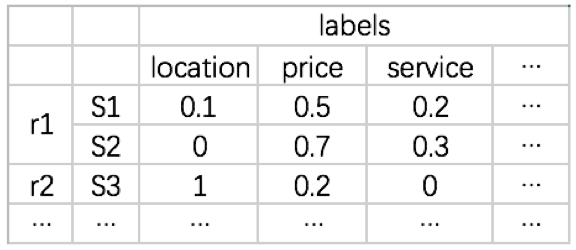 labels
location price service ...
r1 S1 0.1 0.5 0.2 ...
S2 0 0.7 0.3 ...
r2 S3 1 0.2 0 ...
... ... ... ... ... ...